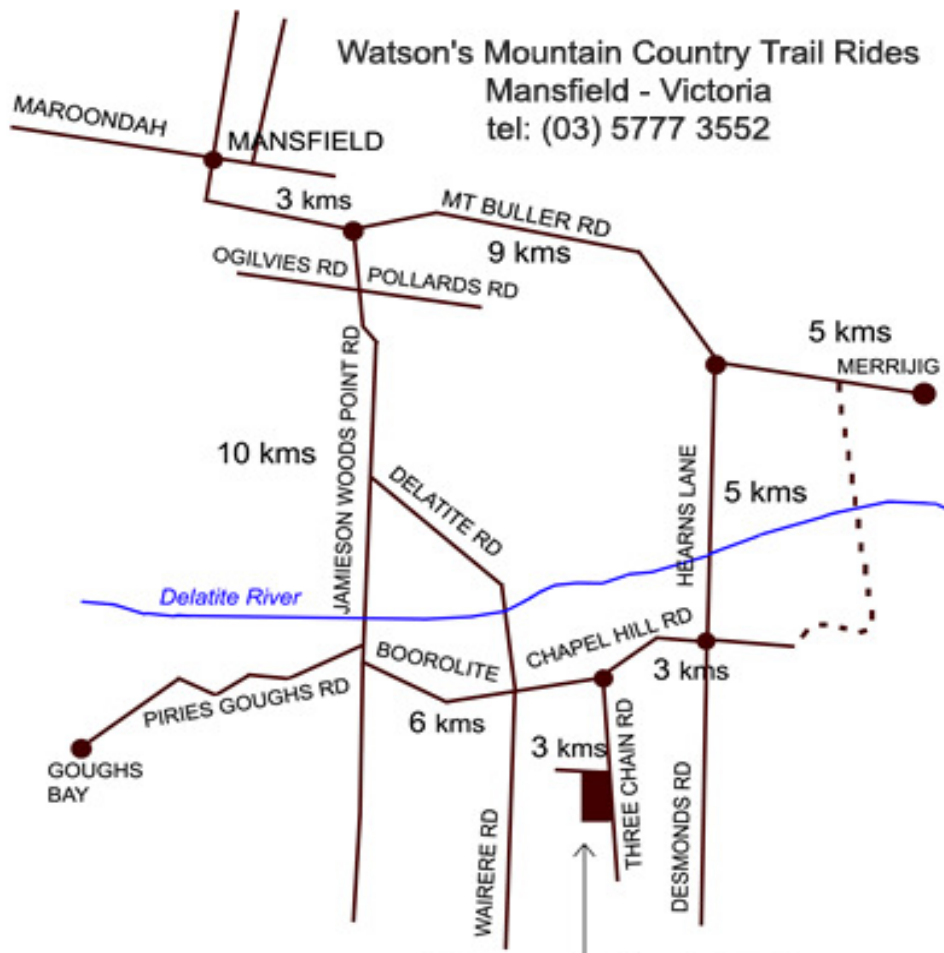 Watson's Mountain Country Trail Rides
Mansfield - Victoria
tel: (03) 5777 3552
MAROONDAH
MANSFIELD
3 kms
MT BULLER RD
9 kms
OGILVIES RD
POLLARDS RD
5 kms
MERRIJIG
JAMIESON WOODS POINT RD
10 kms
DELATITE RD
HEARNS LANE
5 kms
Delatite River
BOOROLITE
CHAPEL HILL RD
3 kms
PIRIES GOUGHS RD
6 kms
3 kms
GOUGHS
BAY
WAIRERE RD
THREE CHAIN RD
DESMONDS RD